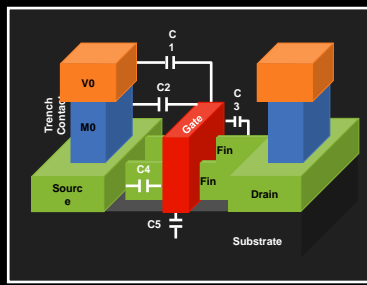 C
1
V0
C2
C
3
Trench
Contact
M0
Gate
Fin
C4
Fin
Sourc
e
Drain
C5
Substrate